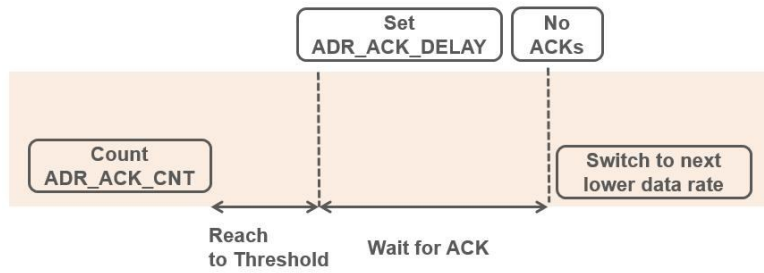 Set
ADR_ACK_DELAY
No
ACKs
Count
ADR_ACK_CNT
Switch to next
lower data rate
Reach
to Threshold
Wait for ACK